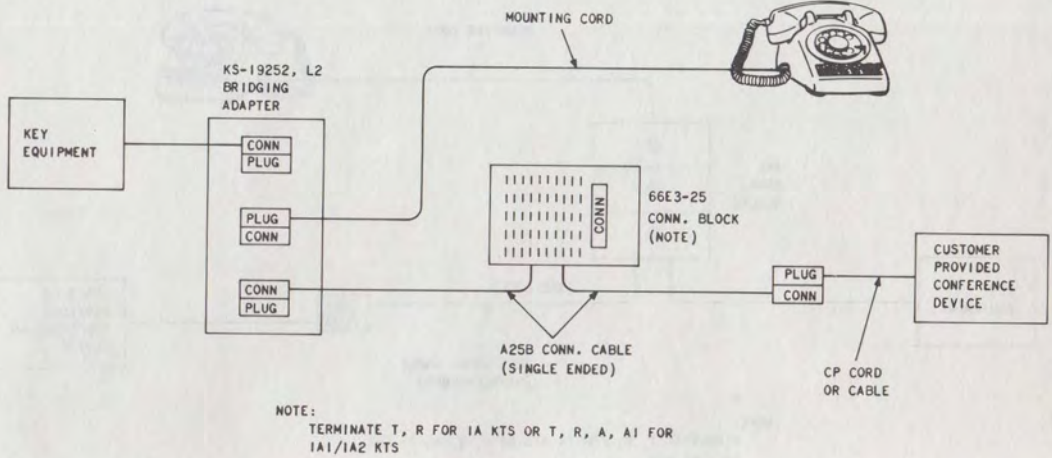 MOUNTING CORD
KS-19252, L2
BRIDGING
ADAPTER
KEY
EQUIPMENT
CONN
PLUG
PLUG
CONN
CONN
PLUG
CONN
66E3-25
CONN. BLOCK
(NOTE)
PLUG
CONN
CUSTOMER
PROVIDED
CONFERENCE
DEVICE
A25B CONN. CABLE
(SINGLE ENDED)
CP CORD
OR CABLE
NOTE:
TERMINATE T, R FOR 1A KTS OR T, R, A, A1 FOR
1A1/1A2 KTS